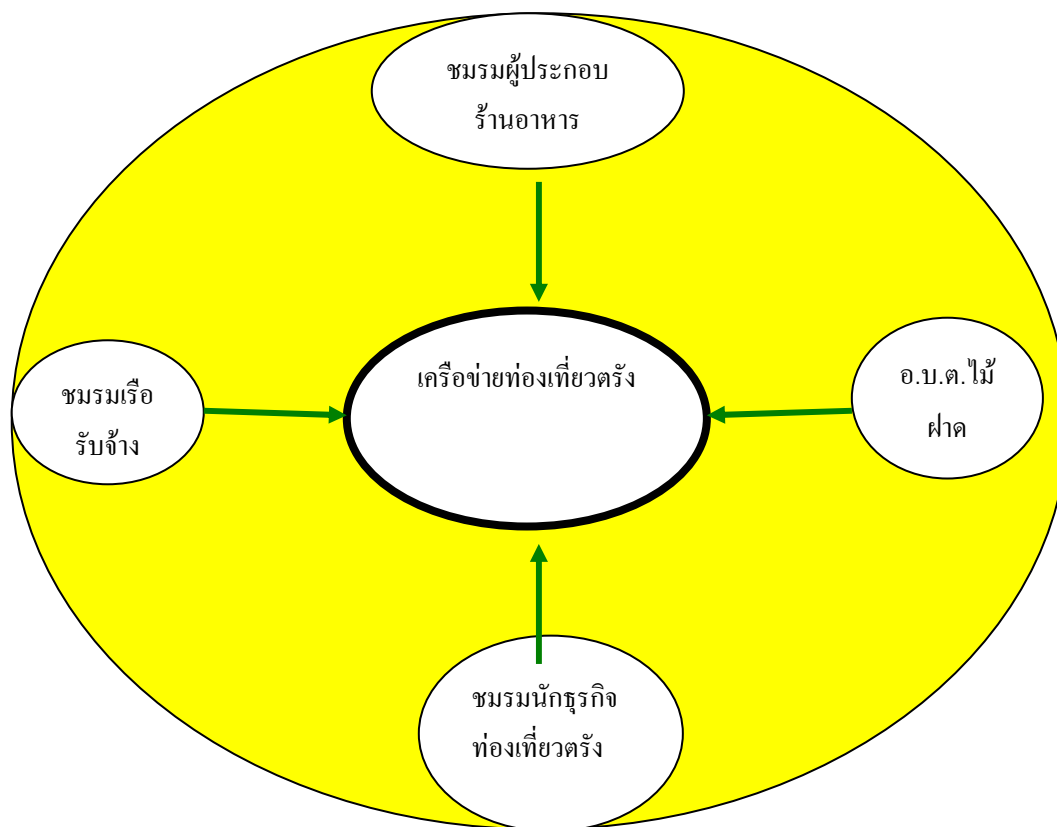 ชมรมผู้ประกอบ
ร้านอาหาร
เครือข่ายท่องเที่ยวตรัง
ชมรมเรือ
รับจ้าง
อ.บ.ต.ไม้
ฝาด
ชมรมนักธุรกิจ
ท่องเที่ยวตรัง